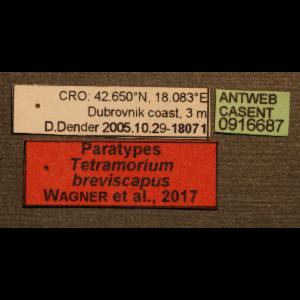 CRO: 42.650°N, 18.083°E
Dubrovnik coast, 3 m
D.Dender 2005.10.29-18071
ANTWEB
CASENT
0916687
Paratypes
Tetramorium
breviscapus
WAGNER et al., 2017